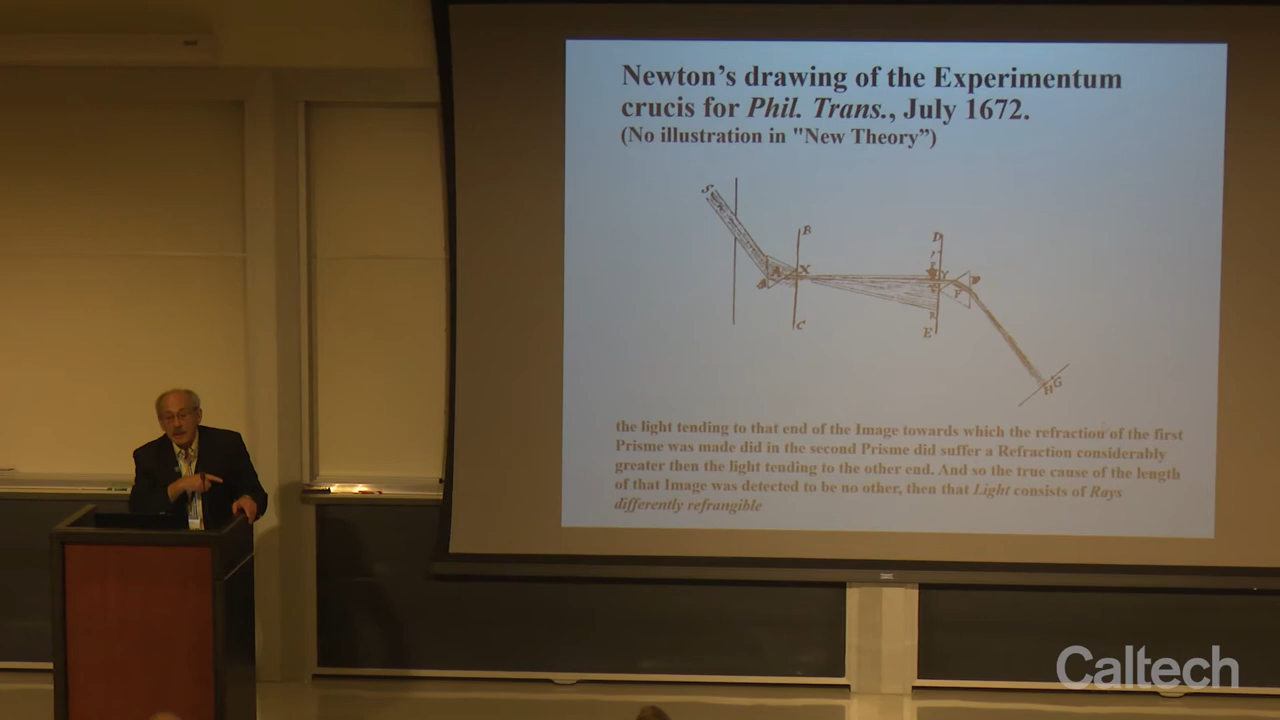 Newton's drawing of the Experimentum
crucis for Phil. Trans., July 1672.
(No illustration in "New Theory")
S
B
A
X
C
D
Y
F
R
E
H G
the light tending to that end of the Image towards which the refraction of the first
Prisme was made did in the second Prisme did suffer a Refraction considerably
greater then the light tending to the other end. And so the true cause of the length
of that Image was detected to be no other, then that Light consists of Rays
differently refrangible
Caltech